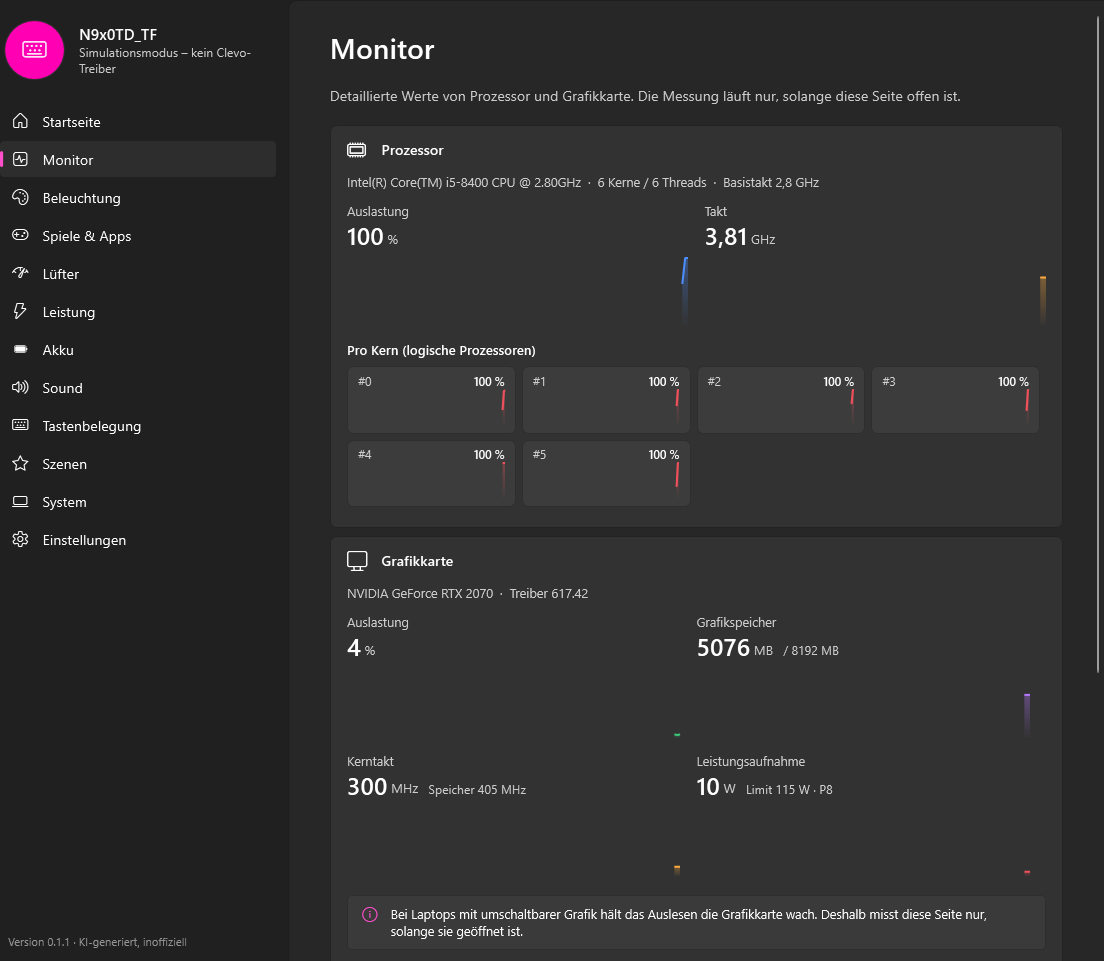 N9x0TD_TF
Simulationsmodus – kein Clevo-
Treiber
Startseite
Monitor
Beleuchtung
Spiele & Apps
Lüfter
Leistung
Akku
Sound
Tastenbelegung
Szenen
System
Einstellungen
Version 0.1.1 · KI-generiert, inoffiziell
Monitor
Detaillierte Werte von Prozessor und Grafikkarte. Die Messung läuft nur, solange diese Seite offen ist.
Prozessor
Intel(R) Core(TM) i5-8400 CPU @ 2.80GHz · 6 Kerne / 6 Threads · Basistakt 2,8 GHz
Auslastung
100 %
Takt
3,81 GHz
Pro Kern (logische Prozessoren)
#0 100 %
#1 100 %
#2 100 %
#3 100 %
#4 100 %
#5 100 %
Grafikkarte
NVIDIA GeForce RTX 2070 · Treiber 617.42
Auslastung
4 %
Grafikspeicher
5076 MB / 8192 MB
Kerntakt
300 MHz Speicher 405 MHz
Leistungsaufnahme
10 W Limit 115 W · P8
Bei Laptops mit umschaltbarer Grafik hält das Auslesen die Grafikkarte wach. Deshalb misst diese Seite nur,
solange sie geöffnet ist.